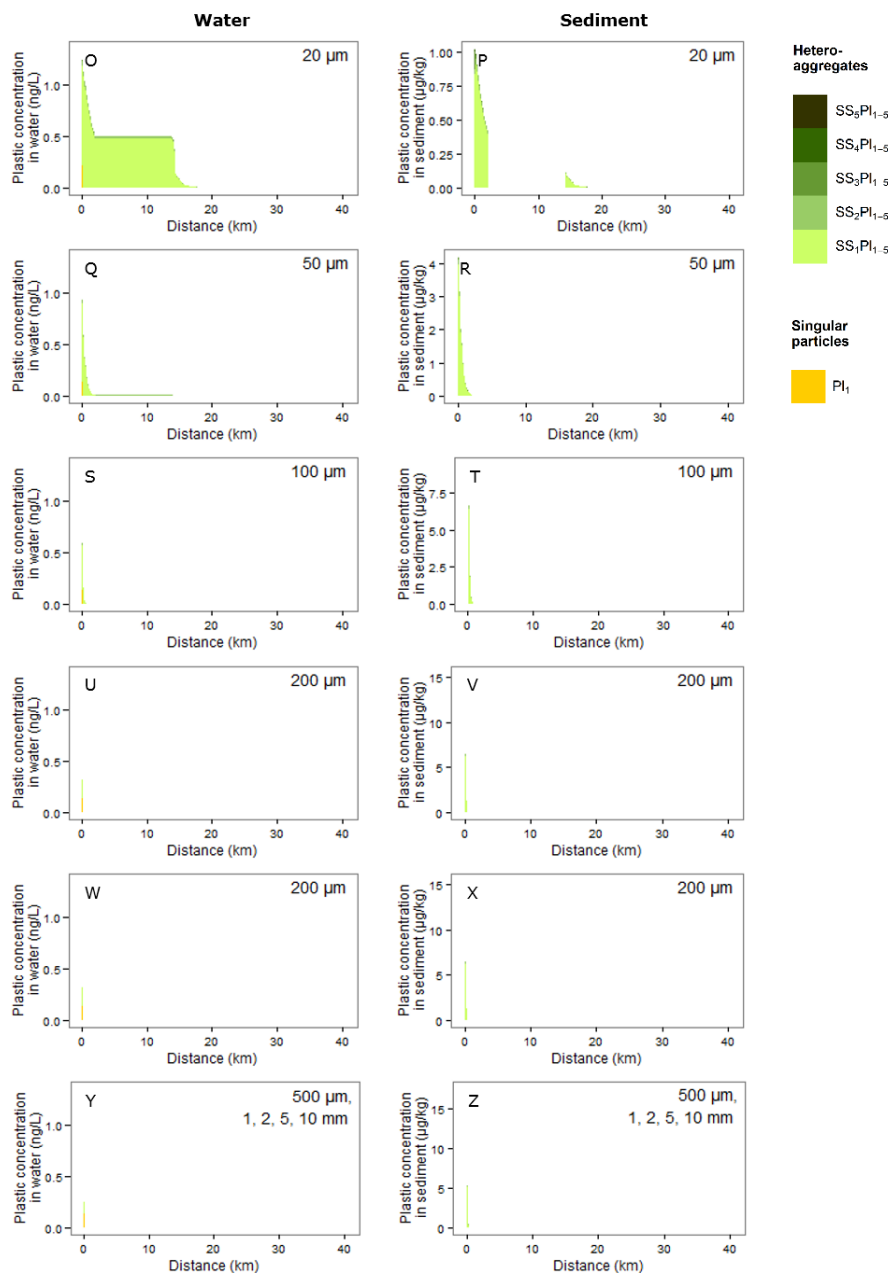 Water
Sediment
O
20 µm
Plastic concentration
in water (ng/L)
1.0
0.5
0.0
0
10
20
30
40
Distance (km)
P
20 µm
Plastic concentration
in sediment (µg/kg)
1.00
0.75
0.50
0.25
0.00
0
10
20
30
40
Distance (km)
Hetero-
aggregates
SS₅Pl₁₋₅
SS₄Pl₁₋₅
SS₃Pl₁₋₅
SS₂Pl₁₋₅
SS₁Pl₁₋₅
Singular
particles
Pl₁
Q
50 µm
Plastic concentration
in water (ng/L)
1.0
0.5
0.0
0
10
20
30
40
Distance (km)
R
50 µm
Plastic concentration
in sediment (µg/kg)
4
3
2
1
0
0
10
20
30
40
Distance (km)
S
100 µm
Plastic concentration
in water (ng/L)
1.0
0.5
0.0
0
10
20
30
40
Distance (km)
T
100 µm
Plastic concentration
in sediment (µg/kg)
7.5
5.0
2.5
0.0
0
10
20
30
40
Distance (km)
U
200 µm
Plastic concentration
in water (ng/L)
1.0
0.5
0.0
0
10
20
30
40
Distance (km)
V
200 µm
Plastic concentration
in sediment (µg/kg)
15
10
5
0
0
10
20
30
40
Distance (km)
W
200 µm
Plastic concentration
in water (ng/L)
1.0
0.5
0.0
0
10
20
30
40
Distance (km)
X
200 µm
Plastic concentration
in sediment (µg/kg)
15
10
5
0
0
10
20
30
40
Distance (km)
Y
500 µm,
1, 2, 5, 10 mm
Plastic concentration
in water (ng/L)
1.0
0.5
0.0
0
10
20
30
40
Distance (km)
Z
500 µm,
1, 2, 5, 10 mm
Plastic concentration
in sediment (µg/kg)
15
10
5
0
0
10
20
30
40
Distance (km)